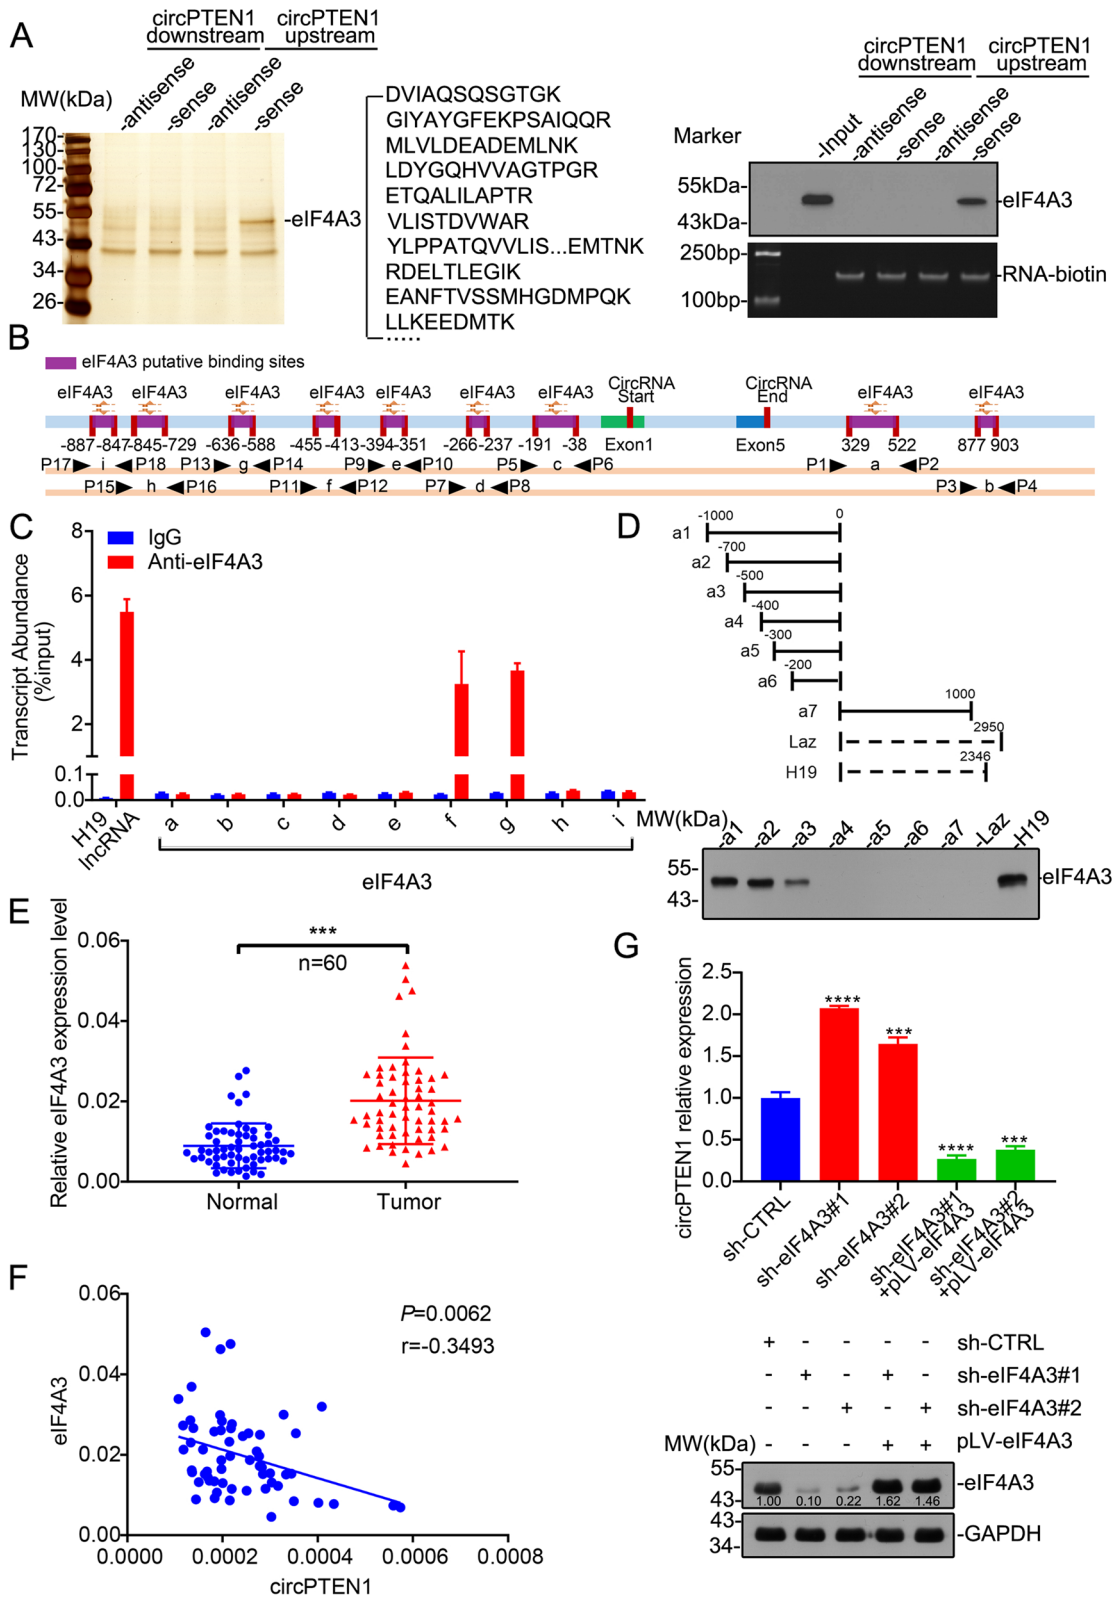 A
circPTEN1 downstream
circPTEN1 upstream
MW(kDa)
-antisense
-sense
-antisense
-sense
170-
130-
100-
72-
55-
43-
34-
26-
-eIF4A3
DVIAQSQSGTGK
GIYAYGFEKPSAIQQR
MLVLDEADEMLNK
LDYGQHVVAGTPGR
ETQALILAPTR
VLISTDVWAR
YLPPATQVVLIS...EMTNK
RDELTLEGIK
EANFTVSSMHGDMPQK
LLKEEDMTK
.....
circPTEN1 downstream
circPTEN1 upstream
Marker
-Input
-antisense
-sense
-antisense
-sense
55kDa-
43kDa-
-eIF4A3
250bp-
100bp-
-RNA-biotin
B
eIF4A3 putative binding sites
eIF4A3 eIF4A3 eIF4A3 eIF4A3 eIF4A3 eIF4A3 eIF4A3 CircRNA Start CircRNA End eIF4A3 eIF4A3
-887 -847 -845 -729 -636 -588 -455 -413 -394 -351 -266 -237 -191 -38 Exon1 Exon5 329 522 877 903
P17 i P18 P13 g P14 P9 e P10 P5 c P6 P1 a P2
P15 h P16 P11 f P12 P7 d P8 P3 b P4
C
IgG
Anti-eIF4A3
Transcript Abundance
(%input)
8
6
4
2
0.1
0.0
H19 lncRNA
a b c d e f g h i
eIF4A3
D
-1000 0
a1
-700
a2
-500
a3
-400
a4
-300
a5
-200
a6
1000
a7
2950
Laz
2346
H19
MW(kDa)
-a1 -a2 -a3 -a4 -a5 -a6 -a7 -Laz -H19
55-
43-
-eIF4A3
E
Relative eIF4A3 expression level
0.06
0.04
0.02
0.00
***
n=60
Normal Tumor
F
eIF4A3
0.06
0.04
0.02
0.00
P=0.0062
r=-0.3493
0.0000 0.0002 0.0004 0.0006 0.0008
circPTEN1
G
circPTEN1 relative expression
2.5
2.0
1.5
1.0
0.5
0.0
****
***
****
***
sh-CTRL
sh-eIF4A3#1
sh-eIF4A3#2
sh-eIF4A3#1
+pLV-eIF4A3
sh-eIF4A3#2
+pLV-eIF4A3
+ - - - - sh-CTRL
- + - + - sh-eIF4A3#1
- - + - + sh-eIF4A3#2
- - - + + pLV-eIF4A3
MW(kDa)
55-
43-
-eIF4A3
1.00 0.10 0.22 1.62 1.46
43-
34-
-GAPDH